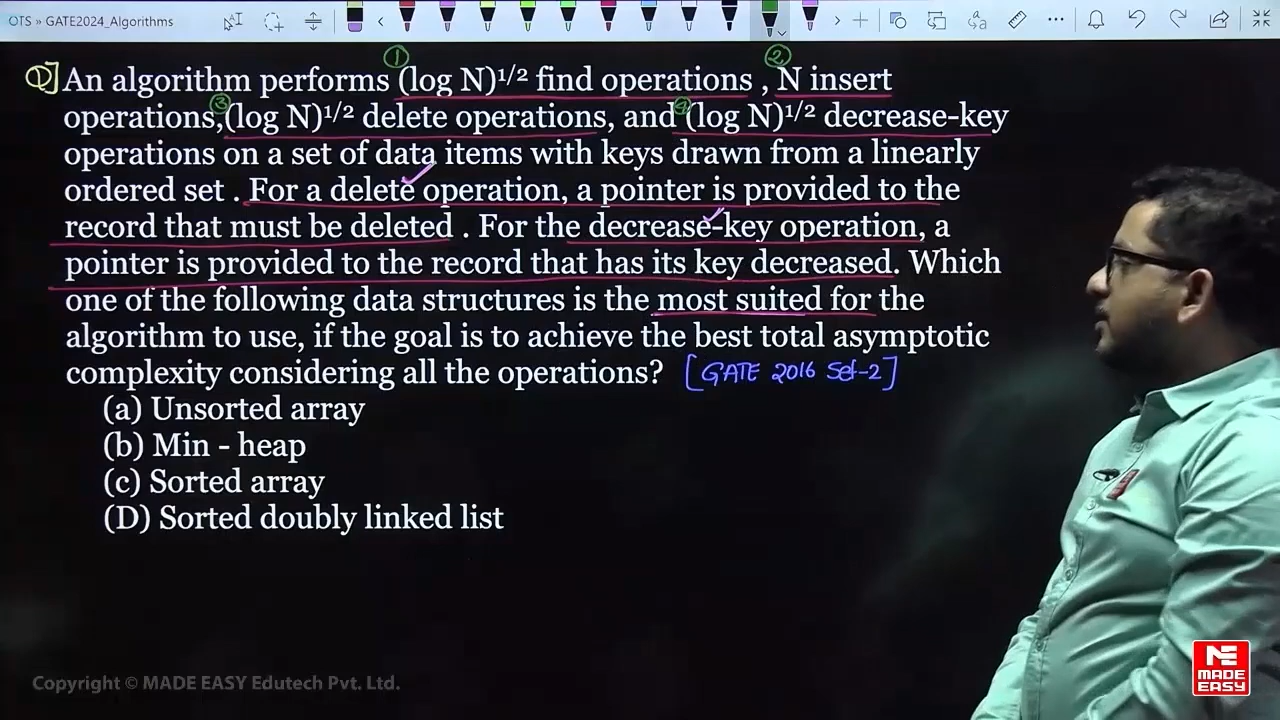 OTS » GATE2024_Algorithms
① ②
Q] An algorithm performs (log N)^1/2 find operations , N insert
③ ④
operations,(log N)^1/2 delete operations, and (log N)^1/2 decrease-key
operations on a set of data items with keys drawn from a linearly
ordered set . For a delete operation, a pointer is provided to the
record that must be deleted . For the decrease-key operation, a
pointer is provided to the record that has its key decreased. Which
one of the following data structures is the most suited for the
algorithm to use, if the goal is to achieve the best total asymptotic
complexity considering all the operations? [GATE 2016 Set-2]
(a) Unsorted array
(b) Min - heap
(c) Sorted array
(D) Sorted doubly linked list
Copyright © MADE EASY Edutech Pvt. Ltd.
ME
MADE
EASY